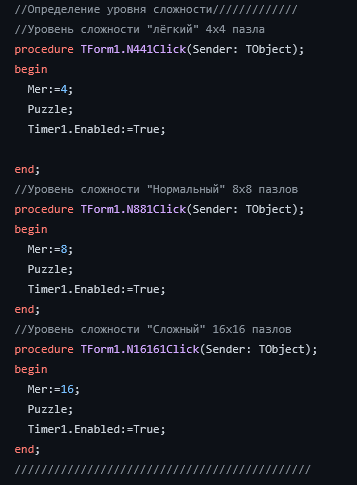 //Определение уровня сложности/////////////
//Уровень сложности "лёгкий" 4х4 пазла
procedure TForm1.N441Click(Sender: TObject);
begin
  Mer:=4;
  Puzzle;
  Timer1.Enabled:=True;

end;
//Уровень сложности "Нормальный" 8х8 пазлов
procedure TForm1.N881Click(Sender: TObject);
begin
  Mer:=8;
  Puzzle;
  Timer1.Enabled:=True;
end;
//Уровень сложности "Сложный" 16х16 пазлов
procedure TForm1.N16161Click(Sender: TObject);
begin
  Mer:=16;
  Puzzle;
  Timer1.Enabled:=True;
end;
/////////////////////////////////////////////